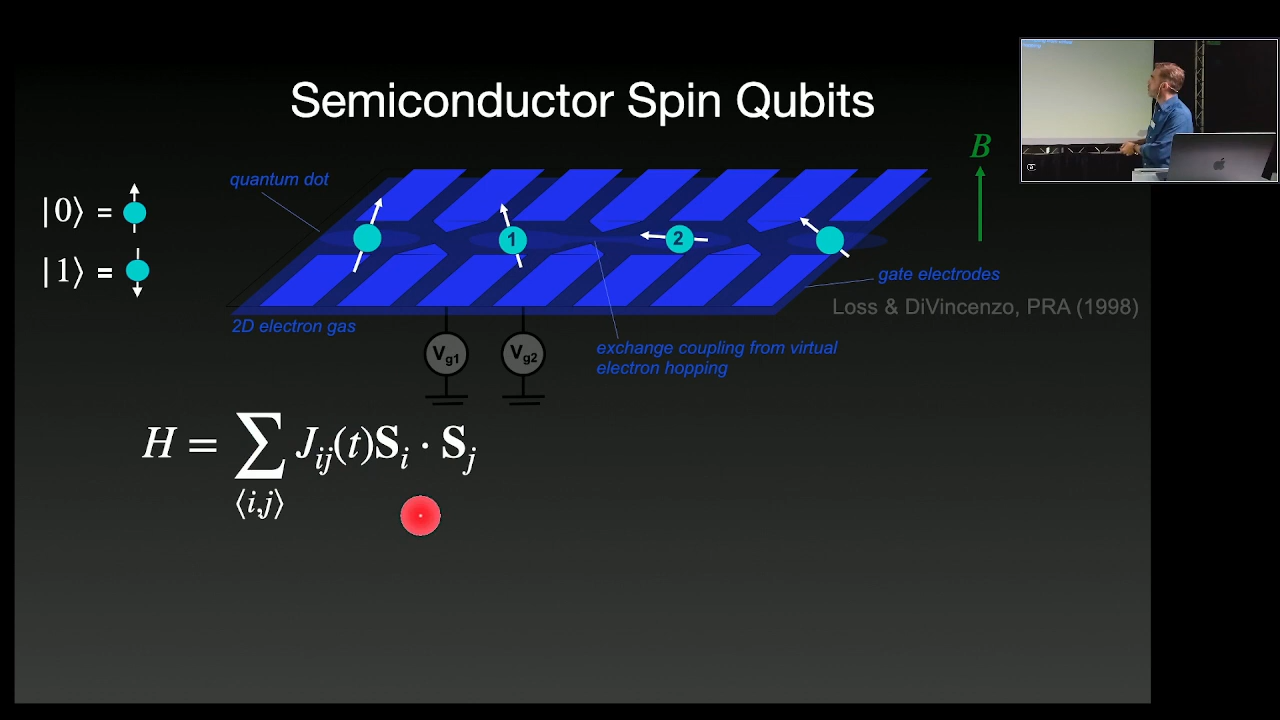 Semiconductor Spin Qubits
B
quantum dot
|0⟩ =
1
2
|1⟩ =
gate electrodes
Loss & DiVincenzo, PRA (1998)
2D electron gas
exchange coupling from virtual
electron hopping
Vg1
Vg2
H = ∑⟨i,j⟩ Jij(t)Si · Sj